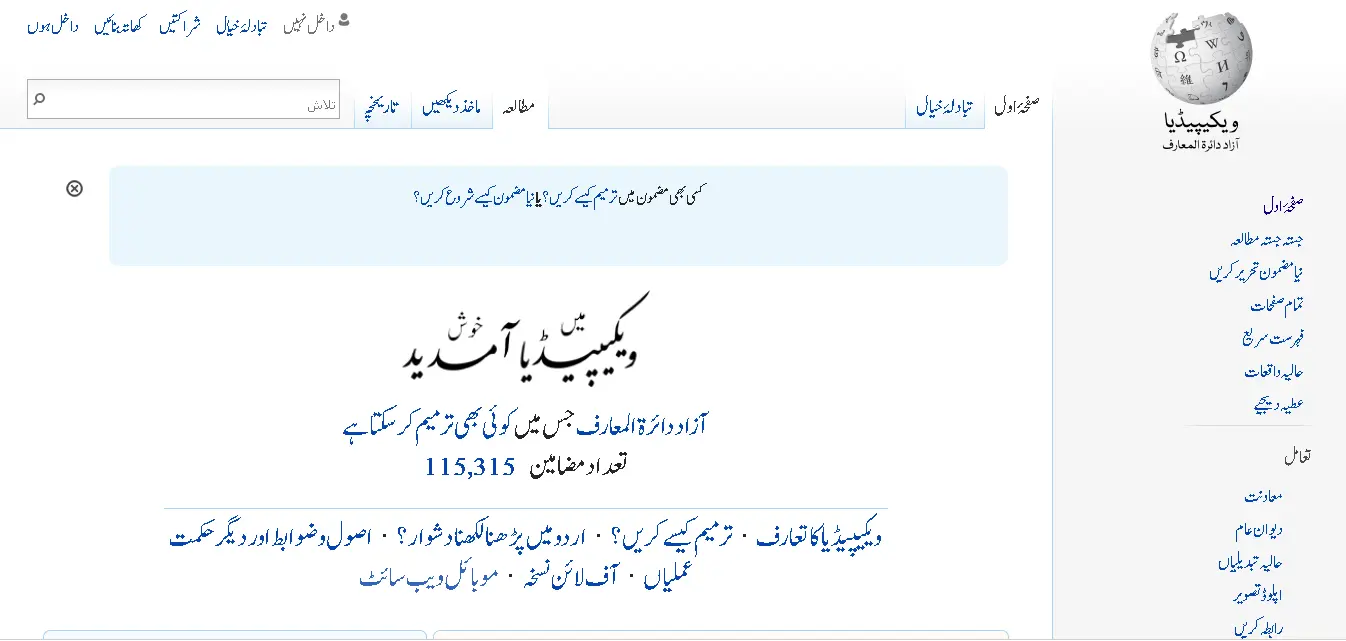 داخل نہیں تبادلۂ خیال شراکتیں کھاتہ بنائیں داخل ہوں
صفحۂ اول تبادلۂ خیال
مطالعہ ماخذ دیکھیں تاریخچہ
تلاش
ویکیپیڈیا
آزاد دائرۃ المعارف
صفحۂ اول
جستہ جستہ مطالعہ
نیا مضمون تحریر کریں
تمام صفحات
فہرست سریع
حالیہ واقعات
عطیہ دیجیے
تعامل
معاونت
دیوان عام
حالیہ تبدیلیاں
اپلوڈ تصویر
رابطہ کریں
کسی بھی مضمون میں ترمیم کیسے کریں؟ یا نیا مضمون کیسے شروع کریں؟
ویکیپیڈیا میں خوش آمدید
آزاد دائرۃ المعارف جس میں کوئی بھی ترمیم کر سکتا ہے
تعداد مضامین 115,315
ویکیپیڈیا کا تعارف · ترمیم کیسے کریں؟ · اردو میں پڑھنا لکھنا دشوار؟ · اصول و ضوابط اور دیگر حکمت
عملیاں · آف لائن نسخہ · موبائل ویب سائٹ